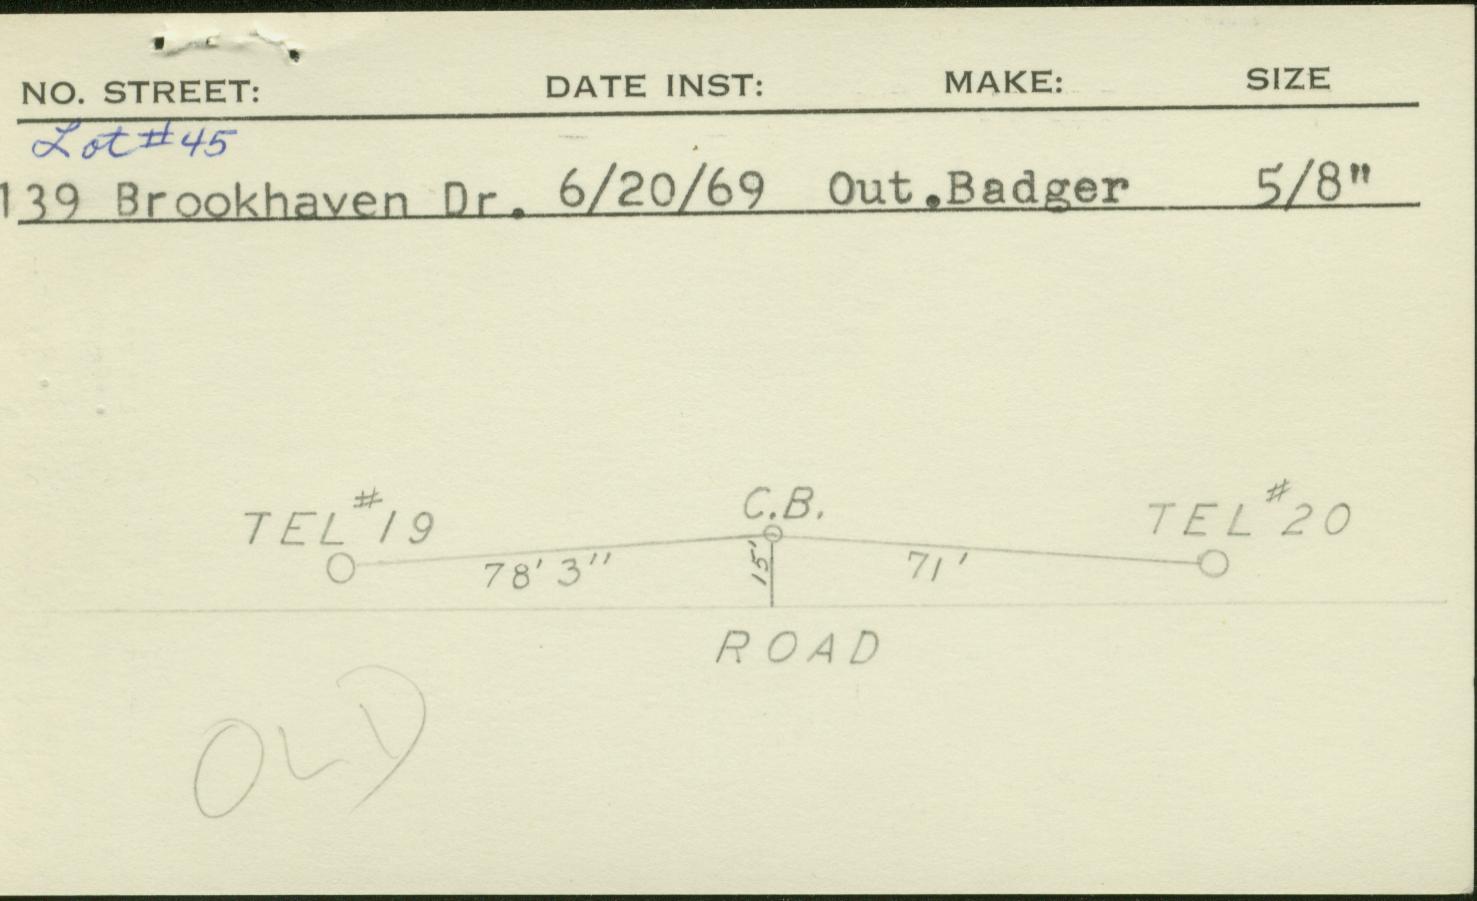 NO. STREET: DATE INST: MAKE: SIZE
Lot #45
139 Brookhaven Dr. 6/20/69 Out.Badger 5/8"
TEL #19 C.B. TEL #20
78' 3" 15' 71'
ROAD
OLD